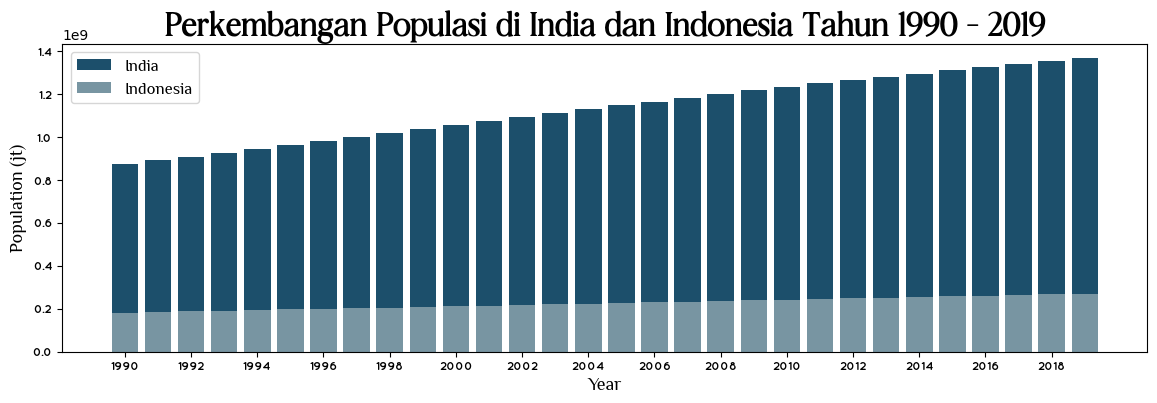 Perkembangan Populasi di India dan Indonesia Tahun 1990 - 2019
1e9
1.4
1.2
1.0
0.8
0.6
0.4
0.2
0.0
India
Indonesia
Population (jt)
1990 1992 1994 1996 1998 2000 2002 2004 2006 2008 2010 2012 2014 2016 2018
Year